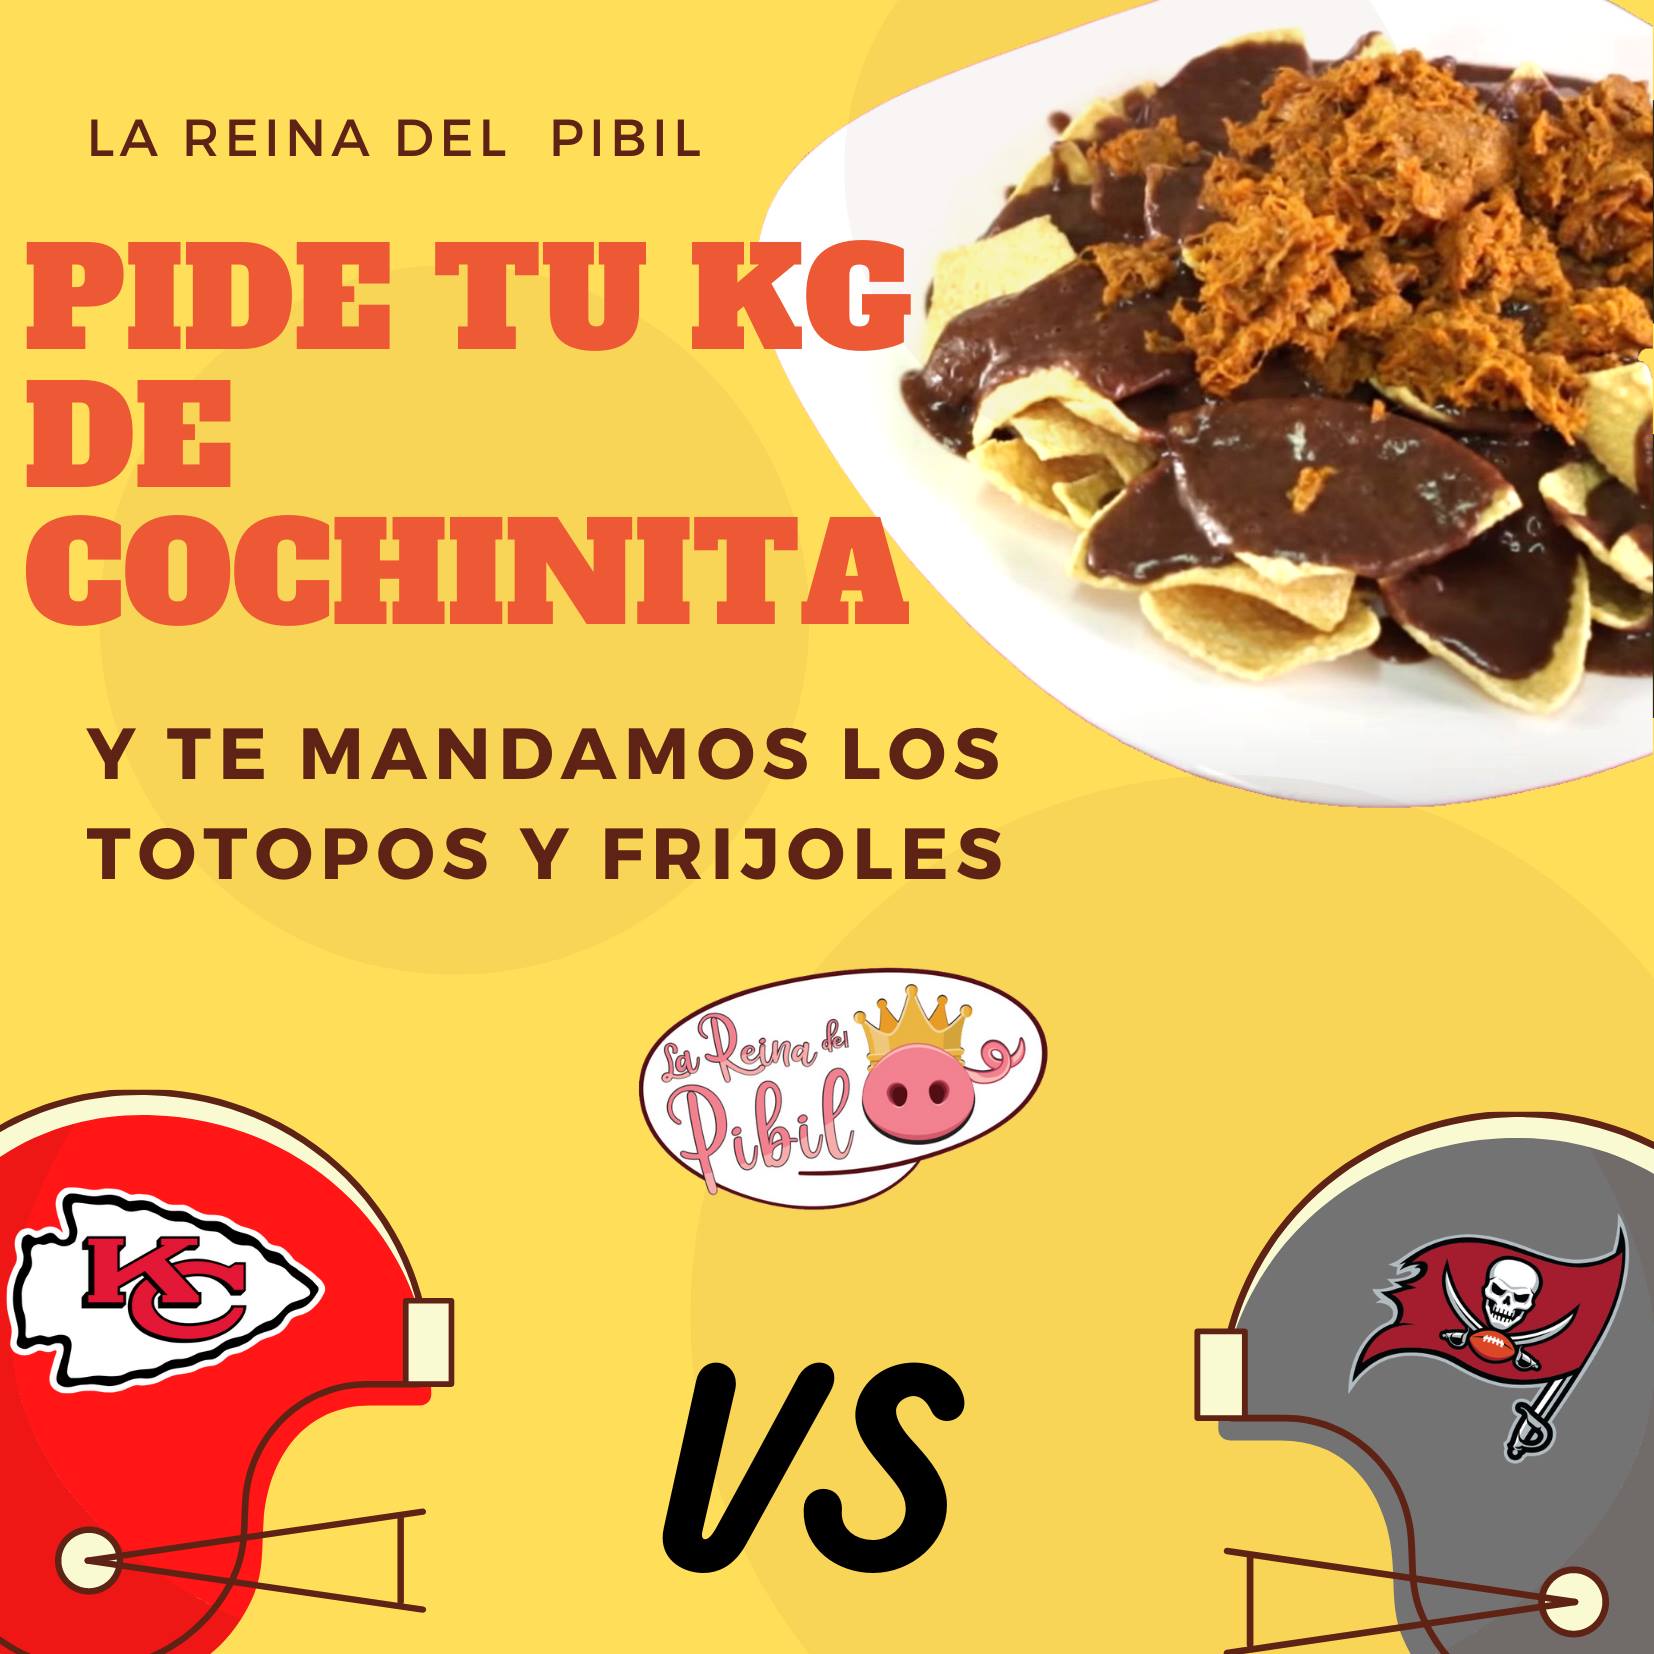 LA REINA DEL PIBIL
PIDE TU KG
DE
COCHINITA
Y TE MANDAMOS LOS
TOTOPOS Y FRIJOLES
La Reina del
Pibil
KC
VS